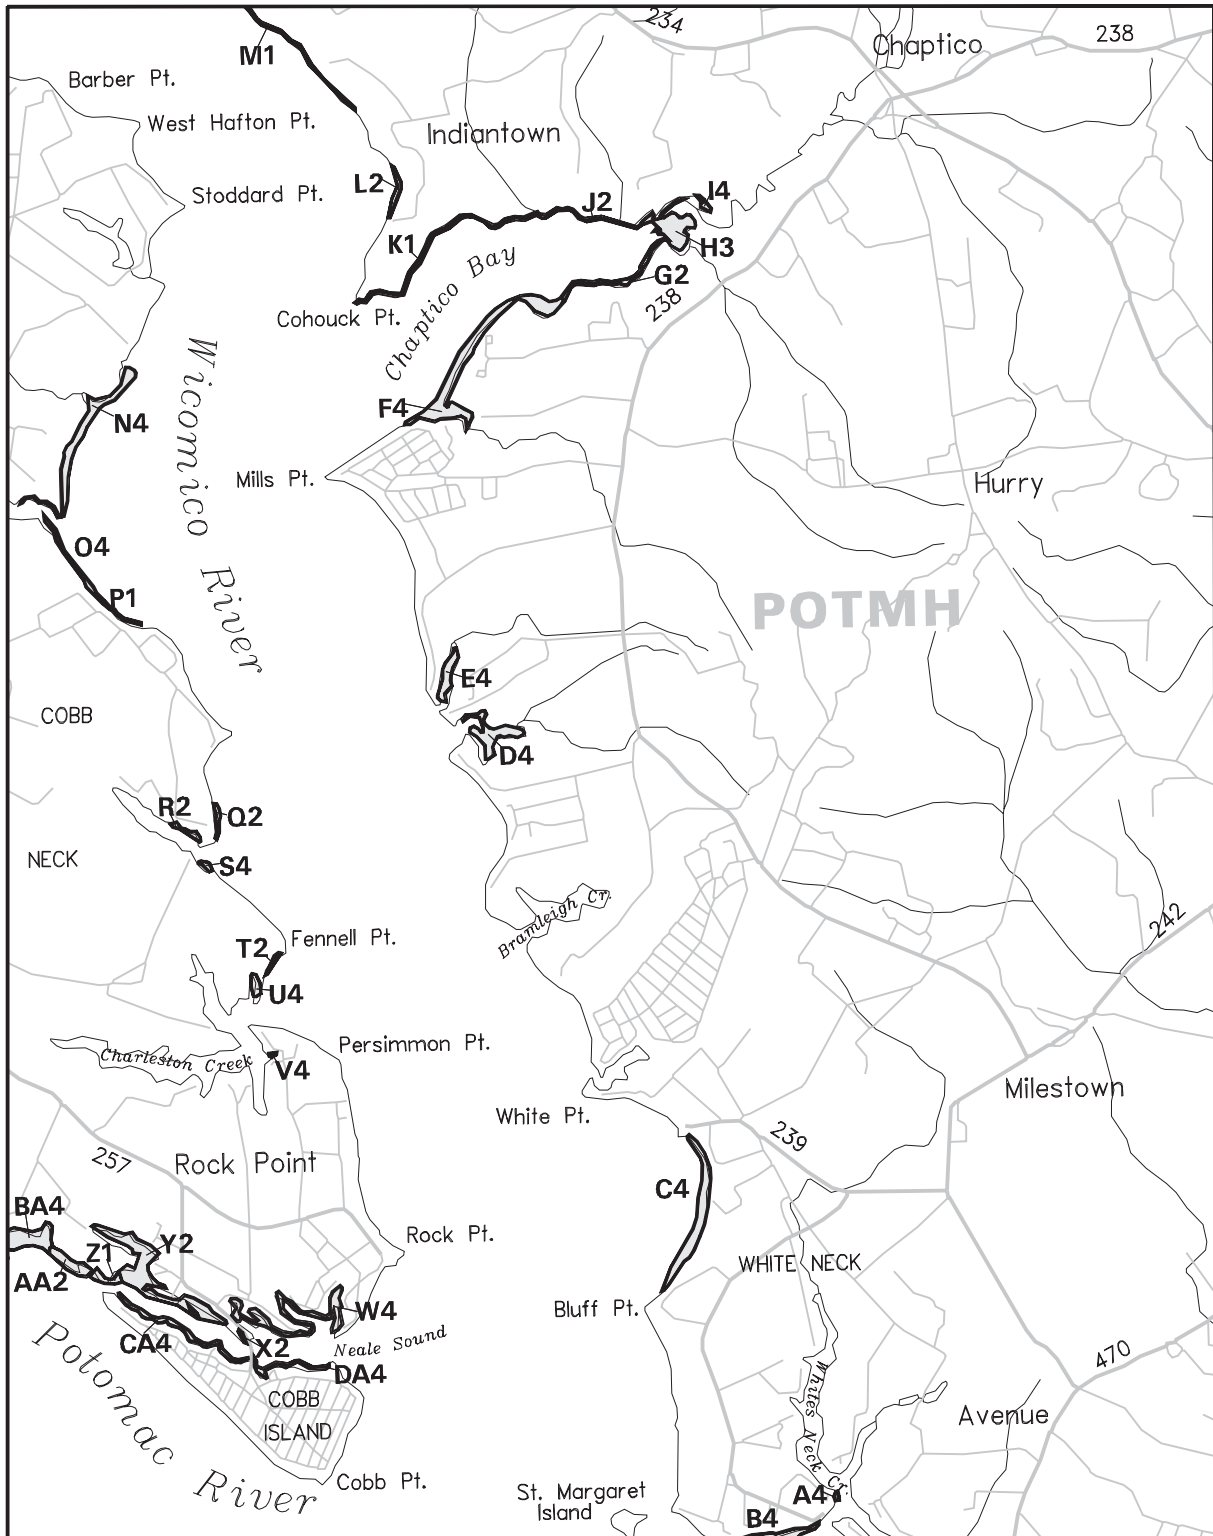 234
238
Chaptico
M1
Barber Pt.
West Hafton Pt.
Indiantown
L2
Stoddard Pt.
J2
I4
K1
H3
Chaptico Bay
G2
238
Cohouck Pt.
Wicomico River
F4
N4
Mills Pt.
Hurry
O4
P1
POTMH
E4
COBB
D4
R2
Q2
NECK
S4
Bramleigh Cr.
242
T2
Fennell Pt.
U4
Persimmon Pt.
Charleston Creek
V4
Milestown
White Pt.
239
257
Rock Point
C4
BA4
Rock Pt.
Z1
Y2
WHITE NECK
AA2
W4
Bluff Pt.
CA4
X2
Neale Sound
DA4
470
Potomac River
COBB
ISLAND
Whites Neck Cr.
Avenue
Cobb Pt.
St. Margaret
Island
A4
B4